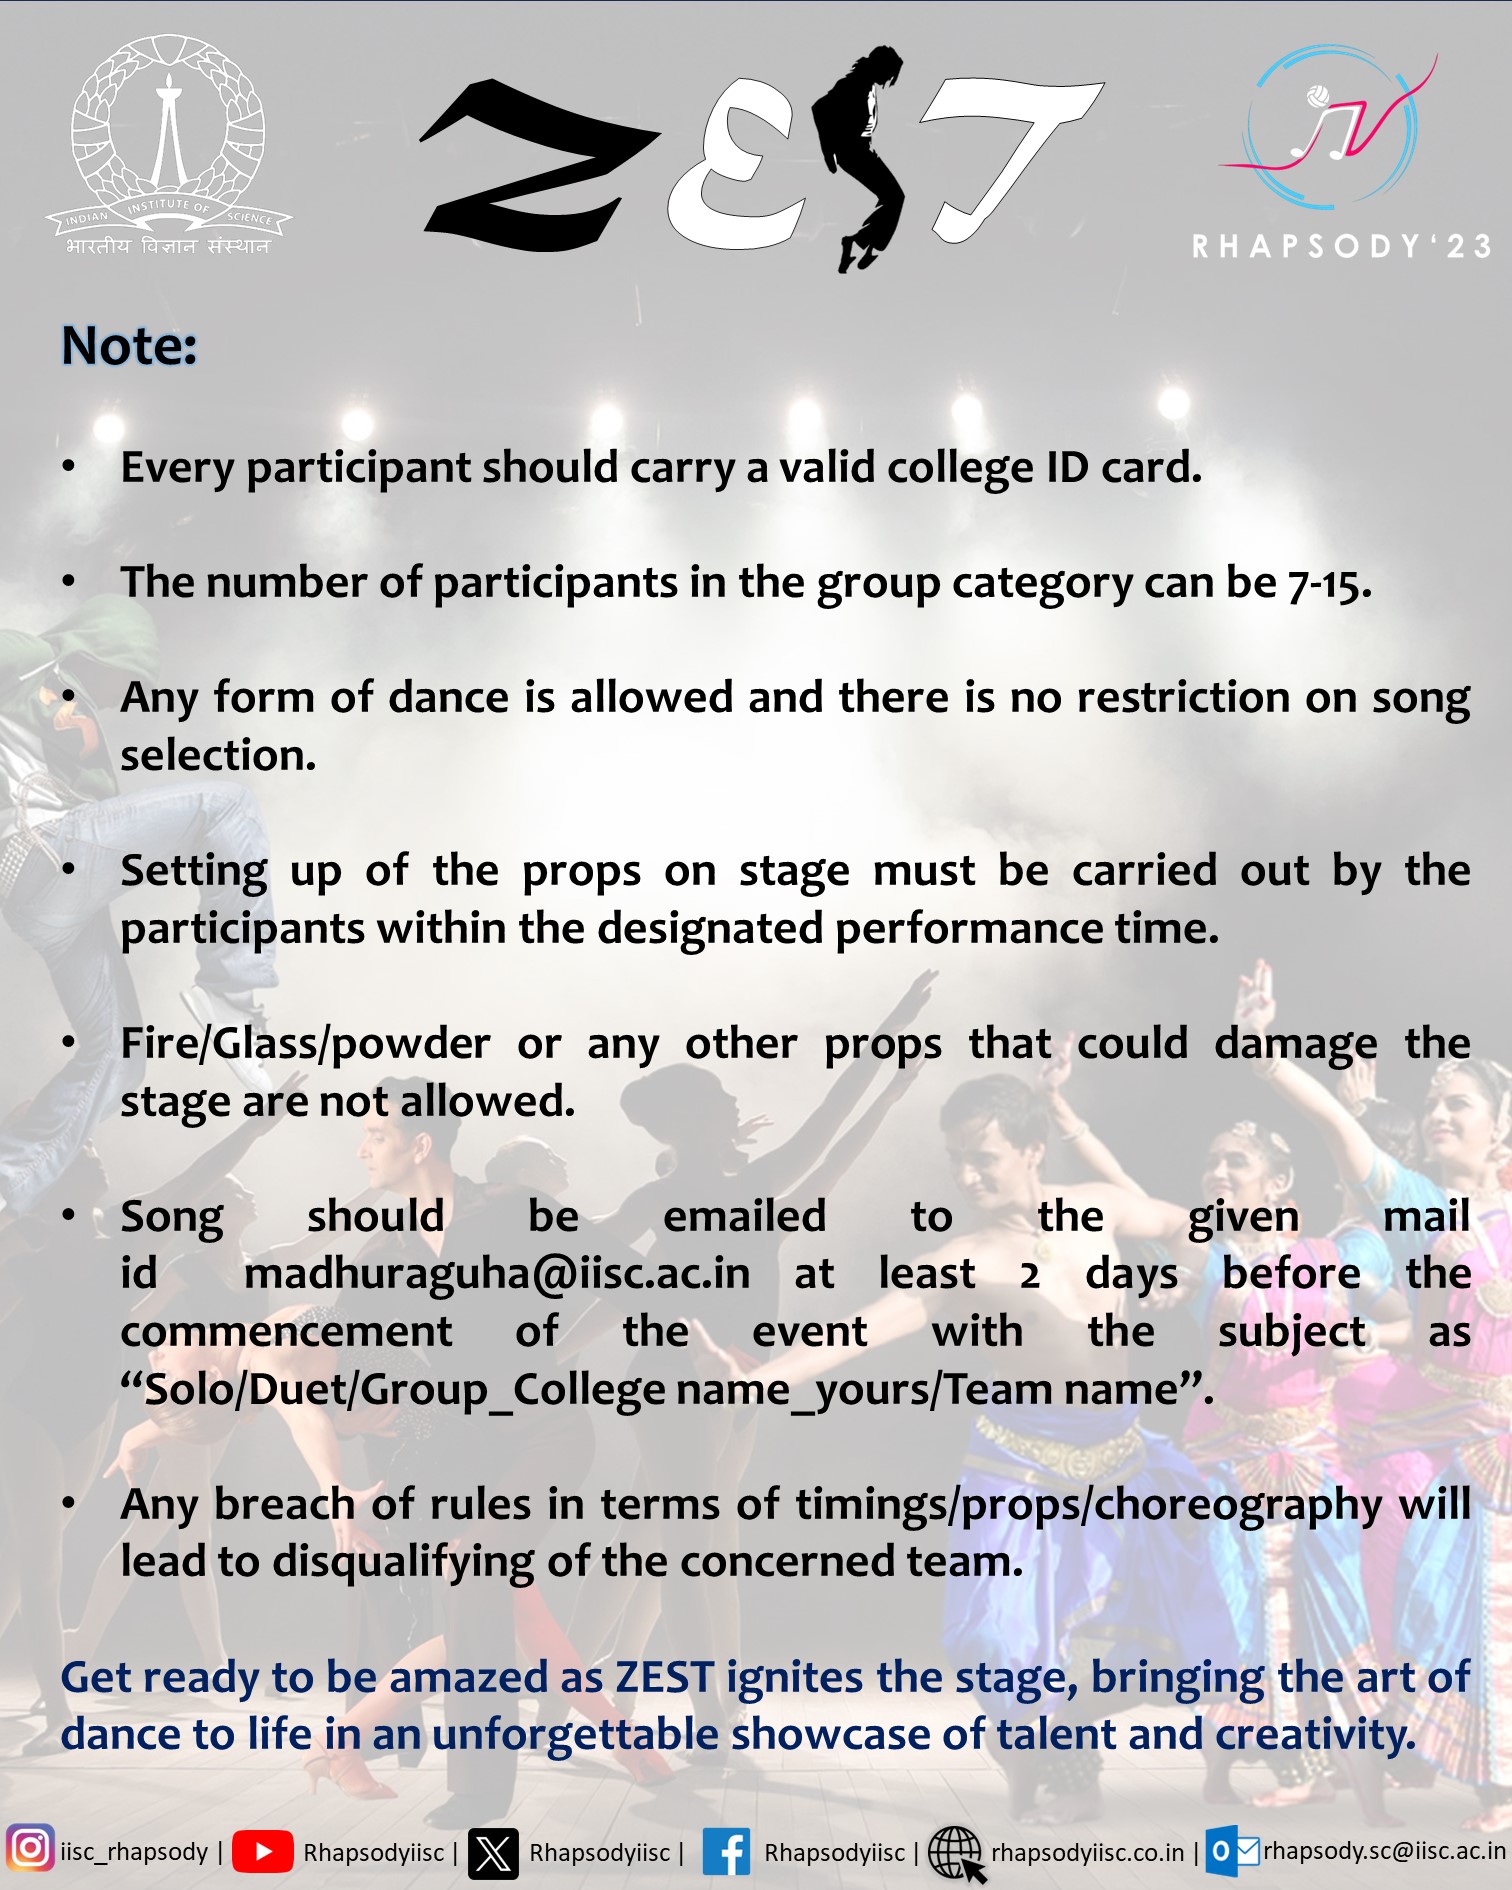 INDIAN INSTITUTE OF SCIENCE
भारतीय विज्ञान संस्थान
ZEST
RHAPSODY‘23
Note:
• Every participant should carry a valid college ID card.
• The number of participants in the group category can be 7-15.
• Any form of dance is allowed and there is no restriction on song
selection.
• Setting up of the props on stage must be carried out by the
participants within the designated performance time.
• Fire/Glass/powder or any other props that could damage the
stage are not allowed.
• Song should be emailed to the given mail
id madhuraguha@iisc.ac.in at least 2 days before the
commencement of the event with the subject as
“Solo/Duet/Group_College name_yours/Team name”.
• Any breach of rules in terms of timings/props/choreography will
lead to disqualifying of the concerned team.
Get ready to be amazed as ZEST ignites the stage, bringing the art of
dance to life in an unforgettable showcase of talent and creativity.
iisc_rhapsody | Rhapsodyiisc | Rhapsodyiisc | Rhapsodyiisc | rhapsodyiisc.co.in | rhapsody.sc@iisc.ac.in